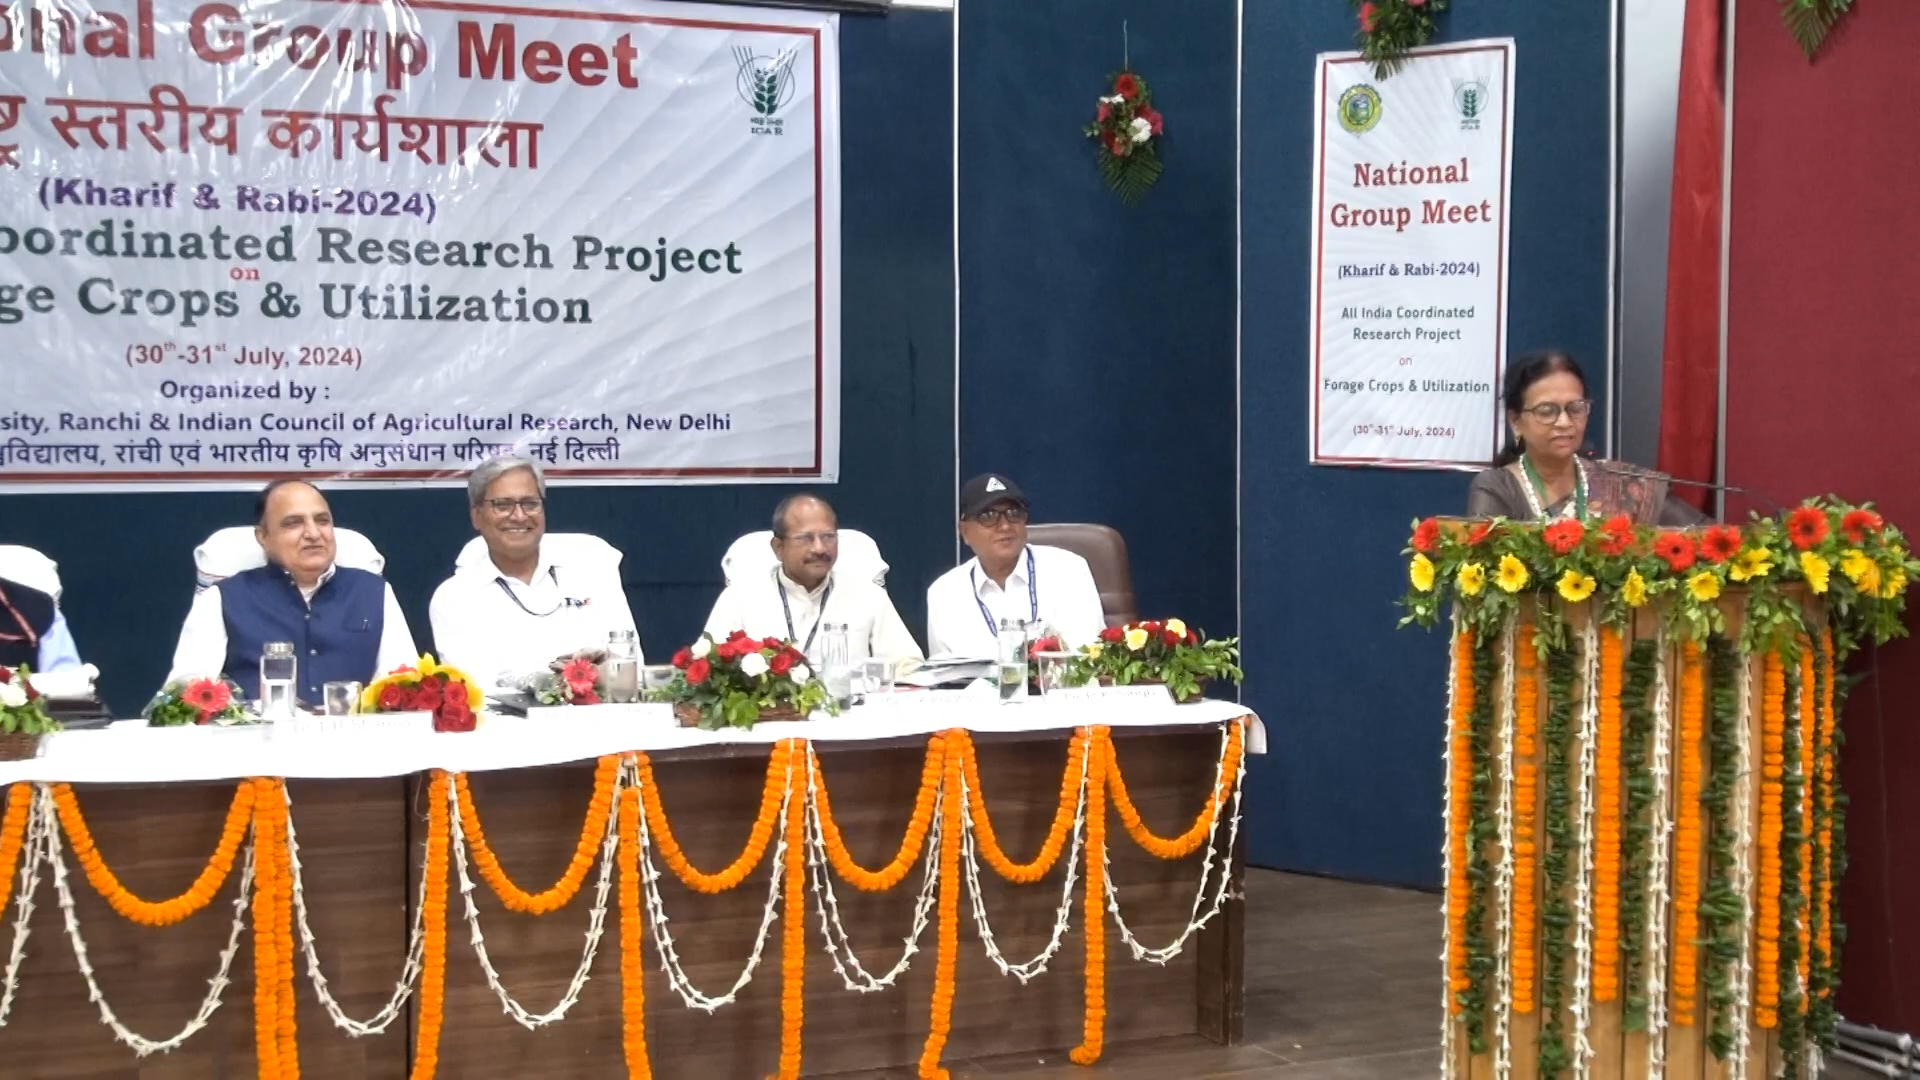 onal Group Meet
ष्ट्र स्तरीय कार्यशाला
(Kharif & Rabi-2024)
oordinated Research Project
on
ge Crops & Utilization
(30th-31st July, 2024)
Organized by :
sity, Ranchi & Indian Council of Agricultural Research, New Delhi
विद्यालय, रांची एवं भारतीय कृषि अनुसंधान परिषद, नई दिल्ली
ICAR
National
Group Meet
(Kharif & Rabi-2024)
All India Coordinated
Research Project
on
Forage Crops & Utilization
(30th-31st July, 2024)
ICAR